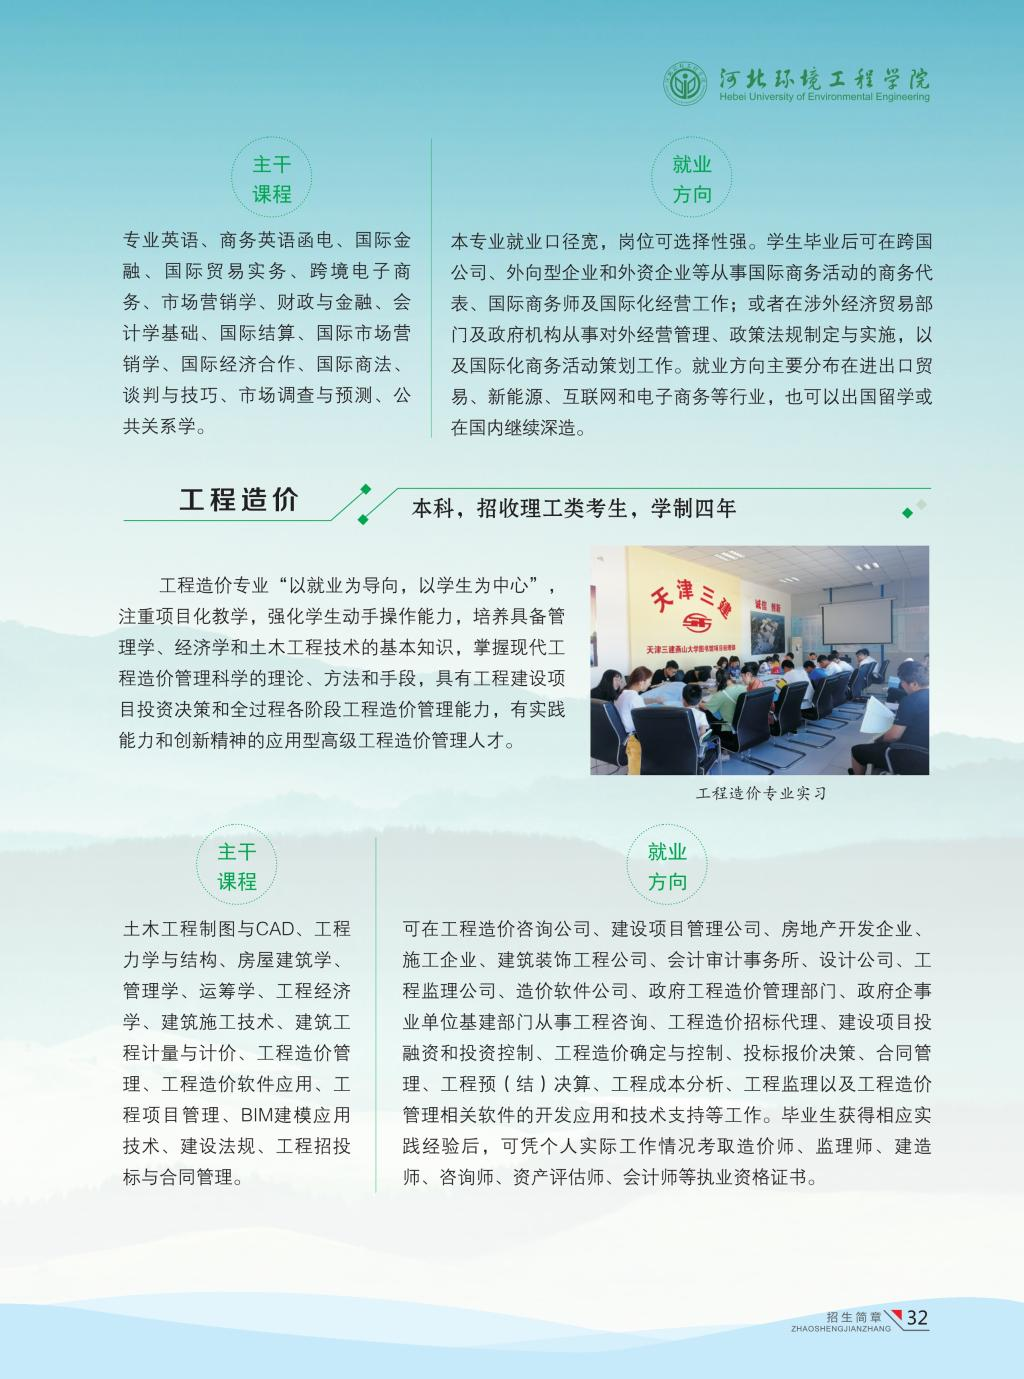 河北环境工程学院
Hebei University of Environmental Engineering
主干
课程
专业英语、商务英语函电、国际金
融、国际贸易实务、跨境电子商
务、市场营销学、财政与金融、会
计学基础、国际结算、国际市场营
销学、国际经济合作、国际商法、
谈判与技巧、市场调查与预测、公
共关系学。
就业
方向
本专业就业口径宽，岗位可选择性强。学生毕业后可在跨国
公司、外向型企业和外资企业等从事国际商务活动的商务代
表、国际商务师及国际化经营工作；或者在涉外经济贸易部
门及政府机构从事对外经营管理、政策法规制定与实施，以
及国际化商务活动策划工作。就业方向主要分布在进出口贸
易、新能源、互联网和电子商务等行业，也可以出国留学或
在国内继续深造。
工程造价
本科，招收理工类考生，学制四年
工程造价专业“以就业为导向，以学生为中心”，
注重项目化教学，强化学生动手操作能力，培养具备管
理学、经济学和土木工程技术的基本知识，掌握现代工
程造价管理科学的理论、方法和手段，具有工程建设项
目投资决策和全过程各阶段工程造价管理能力，有实践
能力和创新精神的应用型高级工程造价管理人才。
天津三建
诚信 创新
天津三建燕山大学图书馆项目经理部
工程造价专业实习
主干
课程
土木工程制图与CAD、工程
力学与结构、房屋建筑学、
管理学、运筹学、工程经济
学、建筑施工技术、建筑工
程计量与计价、工程造价管
理、工程造价软件应用、工
程项目管理、BIM建模应用
技术、建设法规、工程招投
标与合同管理。
就业
方向
可在工程造价咨询公司、建设项目管理公司、房地产开发企业、
施工企业、建筑装饰工程公司、会计审计事务所、设计公司、工
程监理公司、造价软件公司、政府工程造价管理部门、政府企事
业单位基建部门从事工程咨询、工程造价招标代理、建设项目投
融资和投资控制、工程造价确定与控制、投标报价决策、合同管
理、工程预（结）决算、工程成本分析、工程监理以及工程造价
管理相关软件的开发应用和技术支持等工作。毕业生获得相应实
践经验后，可凭个人实际工作情况考取造价师、监理师、建造
师、咨询师、资产评估师、会计师等执业资格证书。
招生简章
ZHAOSHENGJIANZHANG
32